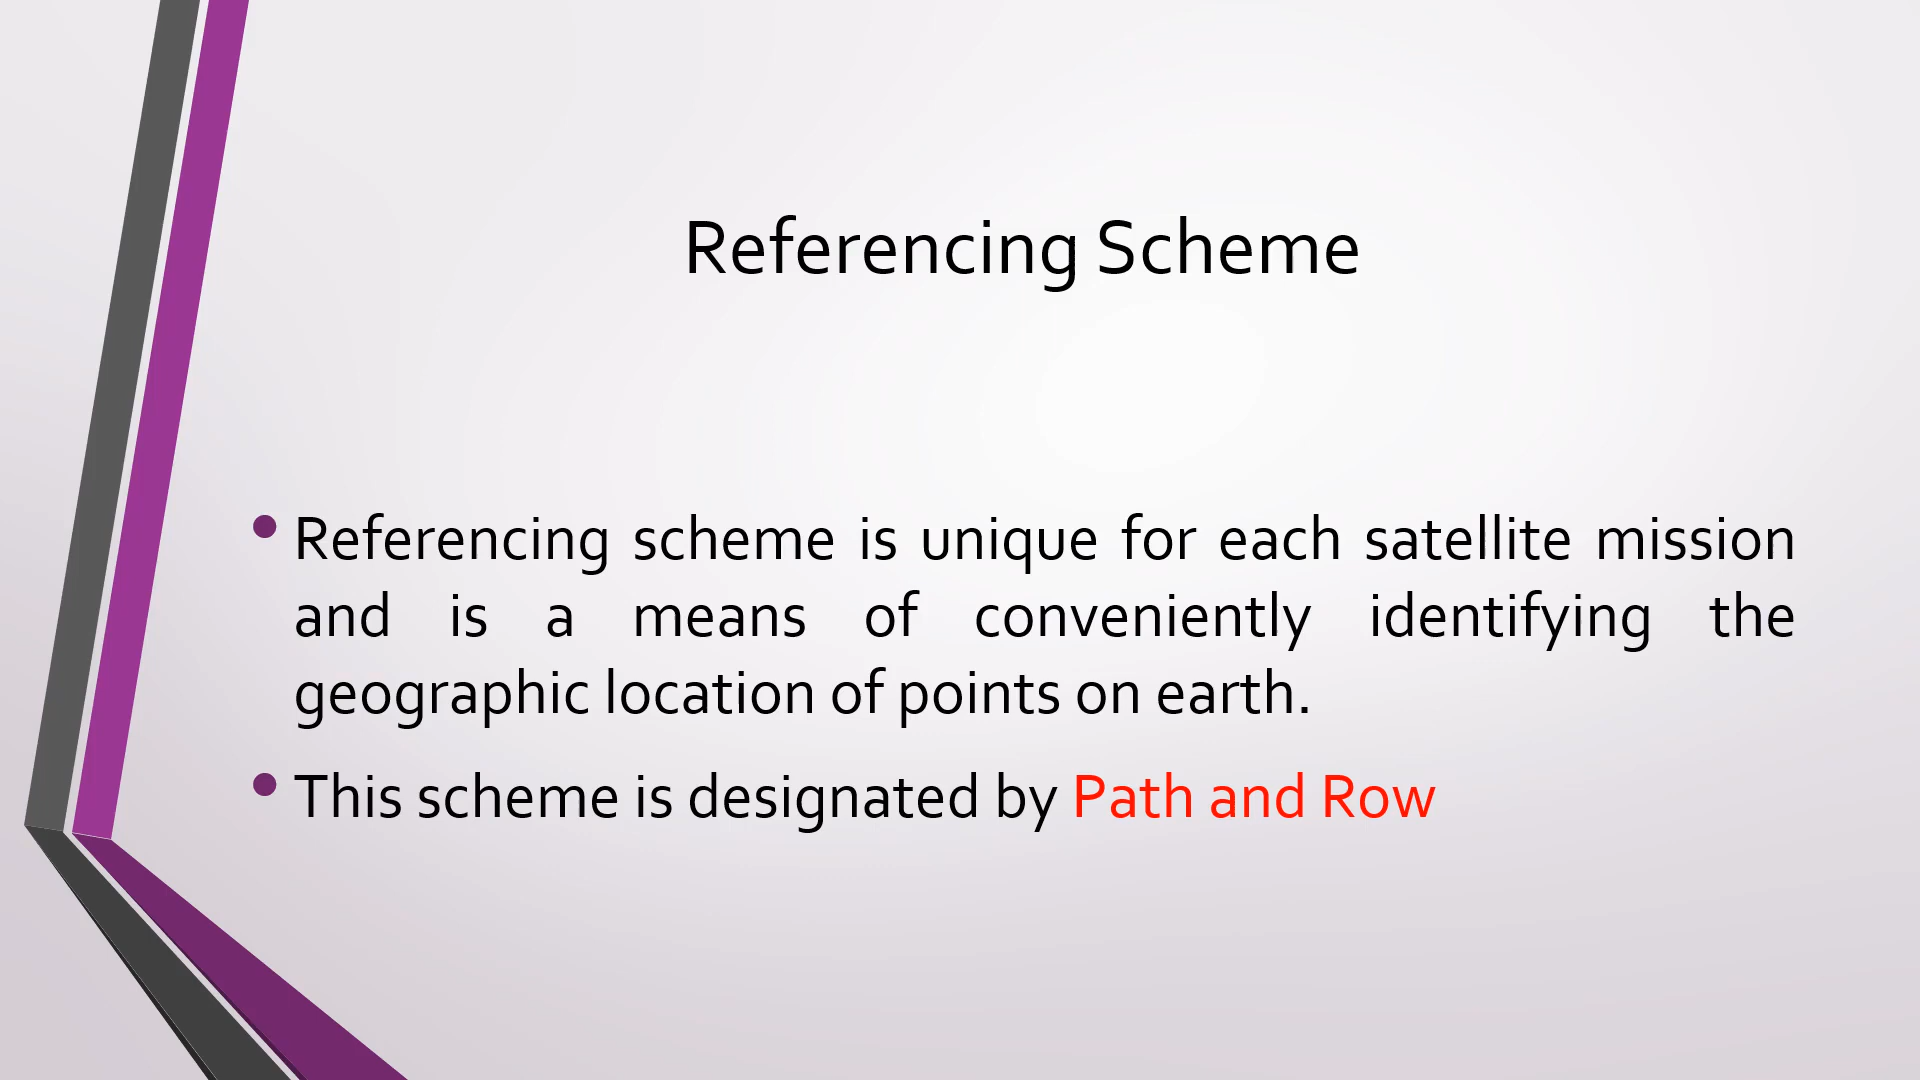 Referencing Scheme
• Referencing scheme is unique for each satellite mission
and is a means of conveniently identifying the
geographic location of points on earth.
• This scheme is designated by Path and Row